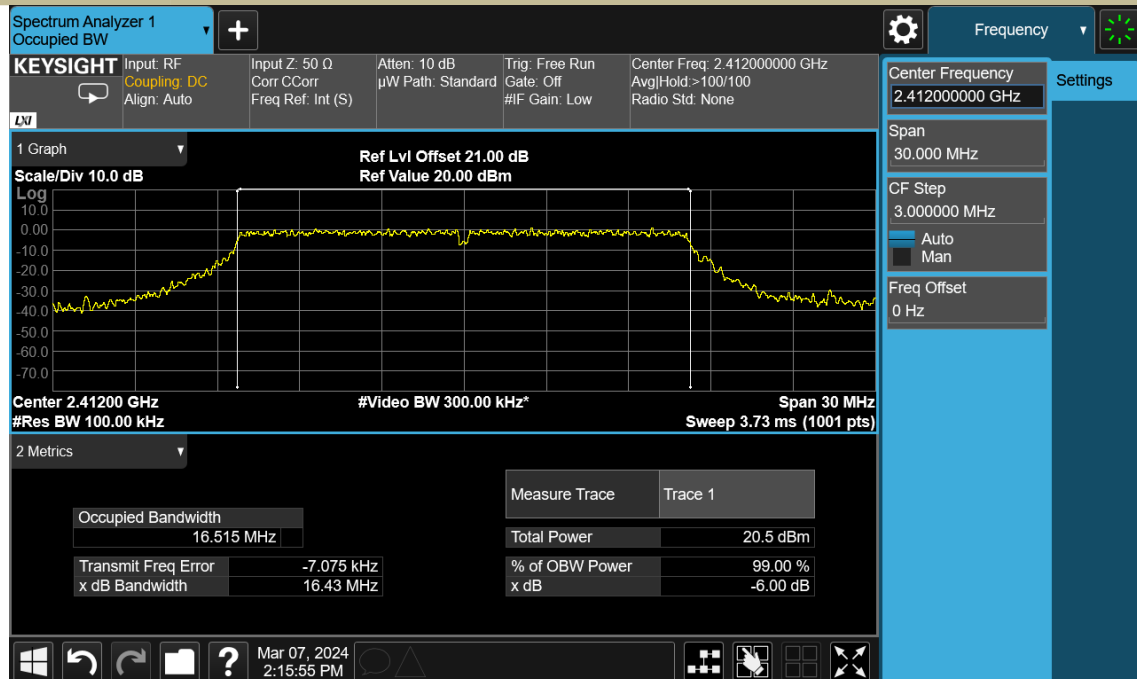 Spectrum Analyzer 1
Occupied BW
Frequency
KEYSIGHT
LXI
Input: RF
Coupling: DC
Align: Auto
Input Z: 50 Ω
Corr CCorr
Freq Ref: Int (S)
Atten: 10 dB
µW Path: Standard
Trig: Free Run
Gate: Off
#IF Gain: Low
Center Freq: 2.412000000 GHz
Avg|Hold:>100/100
Radio Std: None
Center Frequency
2.412000000 GHz
Settings
Span
30.000 MHz
CF Step
3.000000 MHz
Auto
Man
Freq Offset
0 Hz
1 Graph
Ref Lvl Offset 21.00 dB
Scale/Div 10.0 dB
Ref Value 20.00 dBm
Log
10.0
0.00
-10.0
-20.0
-30.0
-40.0
-50.0
-60.0
-70.0
Center 2.41200 GHz
#Video BW 300.00 kHz*
Span 30 MHz
#Res BW 100.00 kHz
Sweep 3.73 ms (1001 pts)
2 Metrics
Measure Trace Trace 1
Occupied Bandwidth
16.515 MHz
Total Power 20.5 dBm
Transmit Freq Error -7.075 kHz
% of OBW Power 99.00 %
x dB Bandwidth 16.43 MHz
x dB -6.00 dB
?
Mar 07, 2024
2:15:55 PM